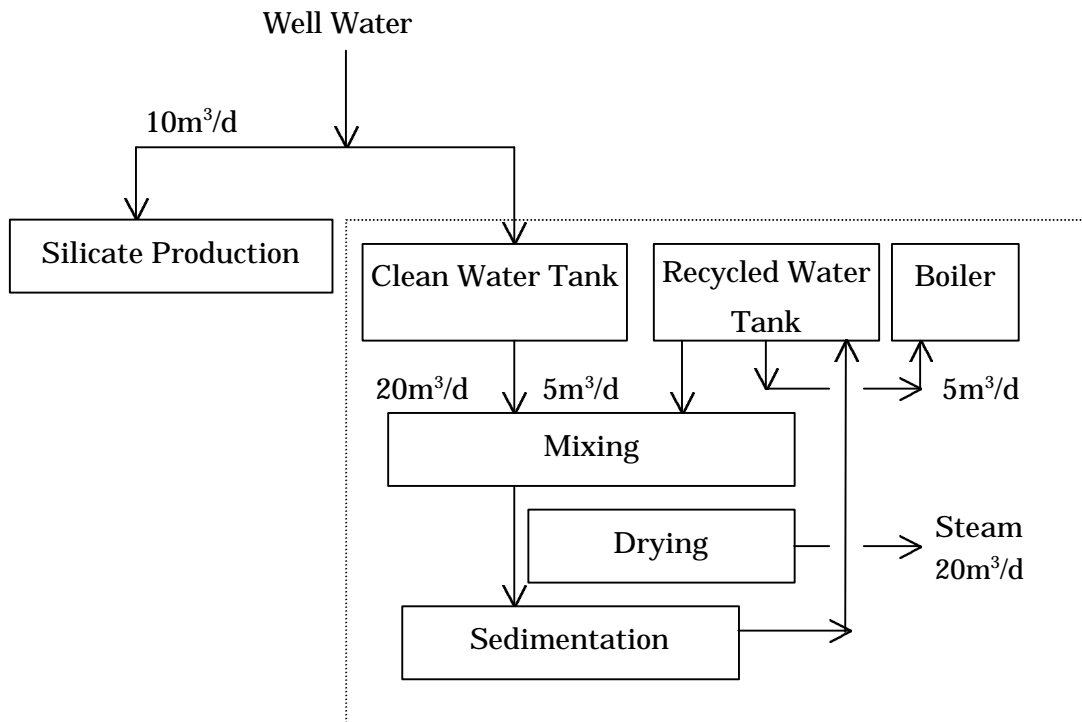 Well Water
10m³/d
Silicate Production
Clean Water Tank
Recycled Water
Tank
Boiler
20m³/d
5m³/d
5m³/d
Mixing
Drying
Steam
20m³/d
Sedimentation